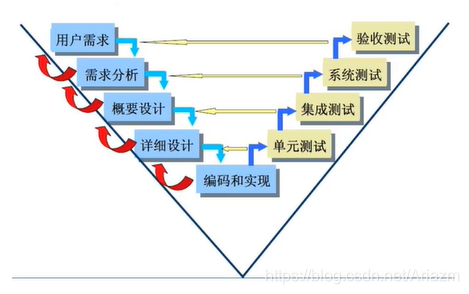 用户需求
验收测试
需求分析
系统测试
概要设计
集成测试
详细设计
单元测试
编码和实现
https://blog.csdn.net/Ariazm